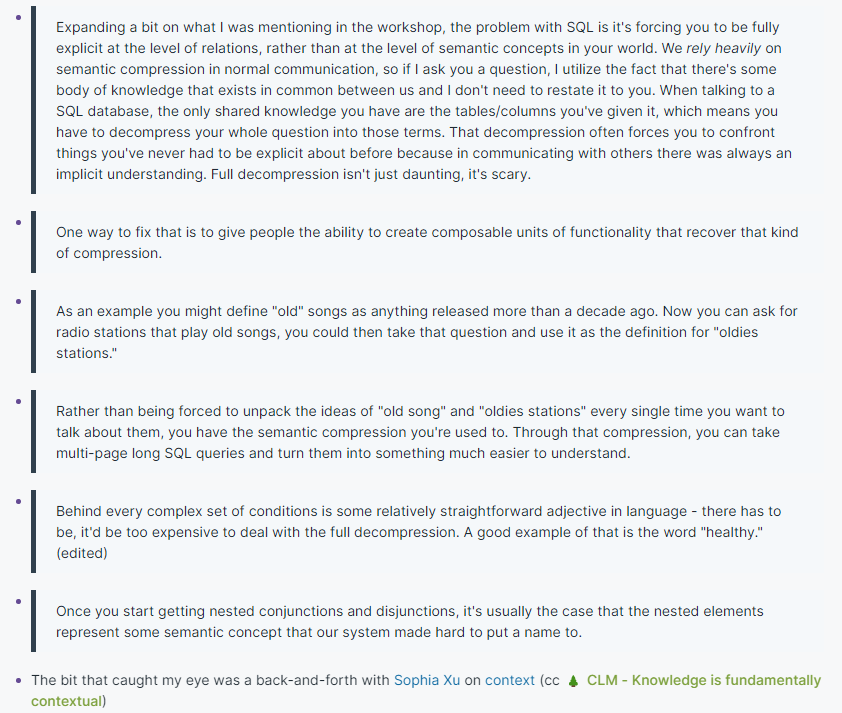 Expanding a bit on what I was mentioning in the workshop, the problem with SQL is it's forcing you to be fully
explicit at the level of relations, rather than at the level of semantic concepts in your world. We rely heavily on
semantic compression in normal communication, so if I ask you a question, I utilize the fact that there's some
body of knowledge that exists in common between us and I don't need to restate it to you. When talking to a
SQL database, the only shared knowledge you have are the tables/columns you've given it, which means you
have to decompress your whole question into those terms. That decompression often forces you to confront
things you've never had to be explicit about before because in communicating with others there was always an
implicit understanding. Full decompression isn't just daunting, it's scary.
One way to fix that is to give people the ability to create composable units of functionality that recover that kind
of compression.
As an example you might define "old" songs as anything released more than a decade ago. Now you can ask for
radio stations that play old songs, you could then take that question and use it as the definition for "oldies
stations."
Rather than being forced to unpack the ideas of "old song" and "oldies stations" every single time you want to
talk about them, you have the semantic compression you're used to. Through that compression, you can take
multi-page long SQL queries and turn them into something much easier to understand.
Behind every complex set of conditions is some relatively straightforward adjective in language - there has to
be, it'd be too expensive to deal with the full decompression. A good example of that is the word "healthy."
(edited)
Once you start getting nested conjunctions and disjunctions, it's usually the case that the nested elements
represent some semantic concept that our system made hard to put a name to.
The bit that caught my eye was a back-and-forth with Sophia Xu on context (cc 🌲 CLM - Knowledge is fundamentally
contextual)